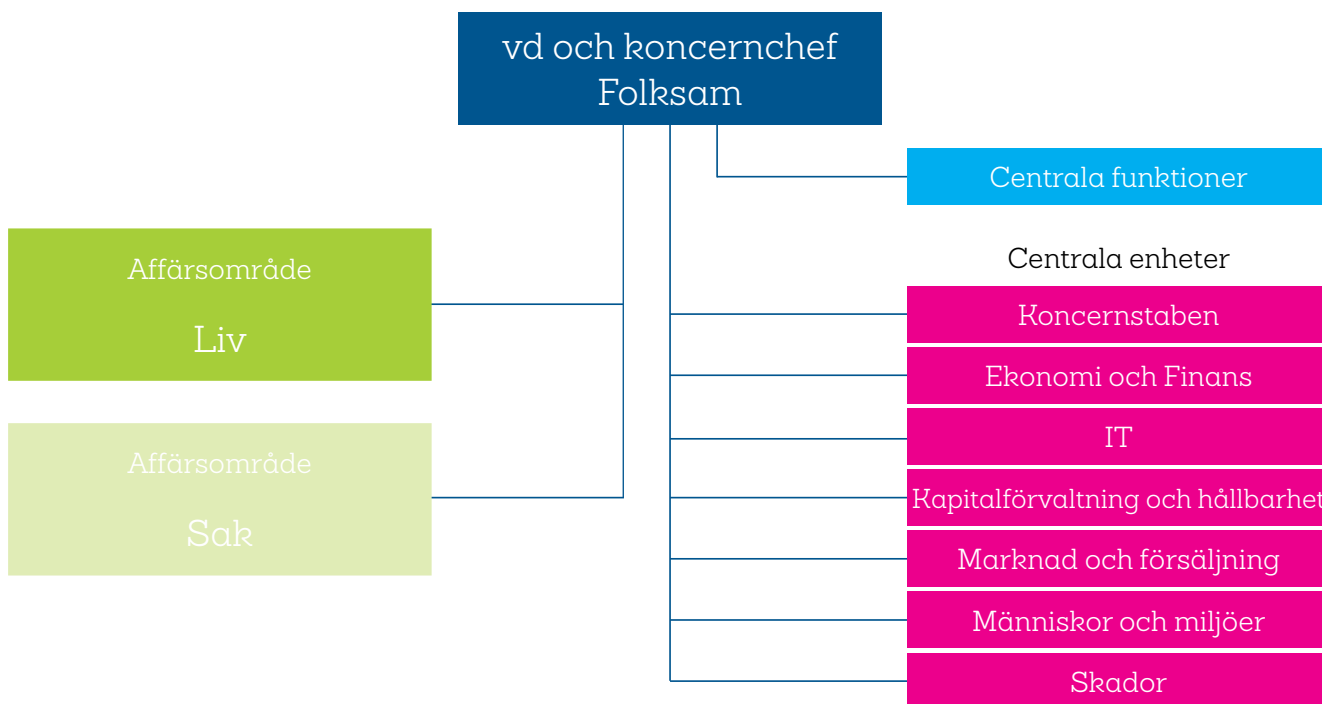 vd och koncernchef
Folksam
Centrala funktioner
Affärsområde
Liv
Affärsområde
Sak
Centrala enheter
Koncernstaben
Ekonomi och Finans
IT
Kapitalförvaltning och hållbarhet
Marknad och försäljning
Människor och miljöer
Skador